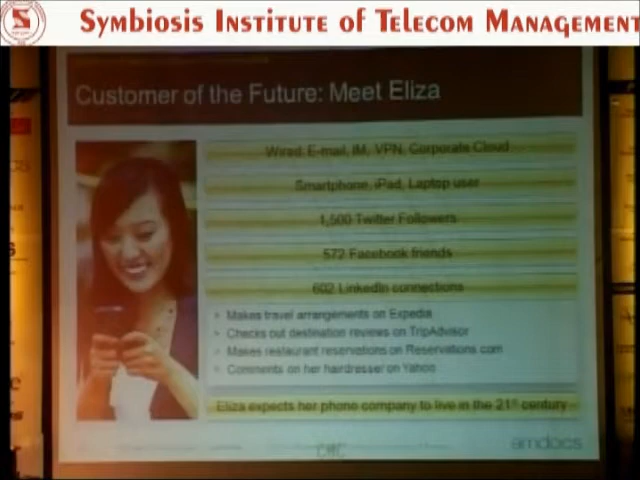 Symbiosis Institute of Telecom Management
Customer of the Future: Meet Eliza
Wired, E-mail, IM, VPN, Corporate Cloud
Smartphone, iPad, Laptop user
1,500 Twitter Followers
572 Facebook friends
602 LinkedIn connections
Makes travel arrangements on Expedia
Checks out destination reviews on TripAdvisor
Makes restaurant reservations on Reservations.com
Comments on her hairdresser on Yahoo
Eliza expects her phone company to live in the 21st century
amdocs